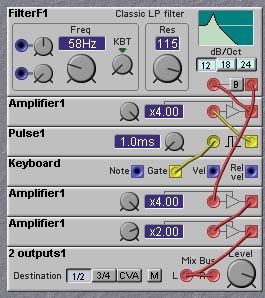 FilterF1 Classic LP filter
Freq KBT Res
58Hz 115
dB/Oct
12 18 24
B
Amplifier1
x4.00
Pulse1
1.0ms
Keyboard
Note Gate Vel Rel vel
Amplifier1
x4.00
Amplifier1
x2.00
2 outputs1 Level
Mix Bus
Destination 1/2 3/4 CVA M L R